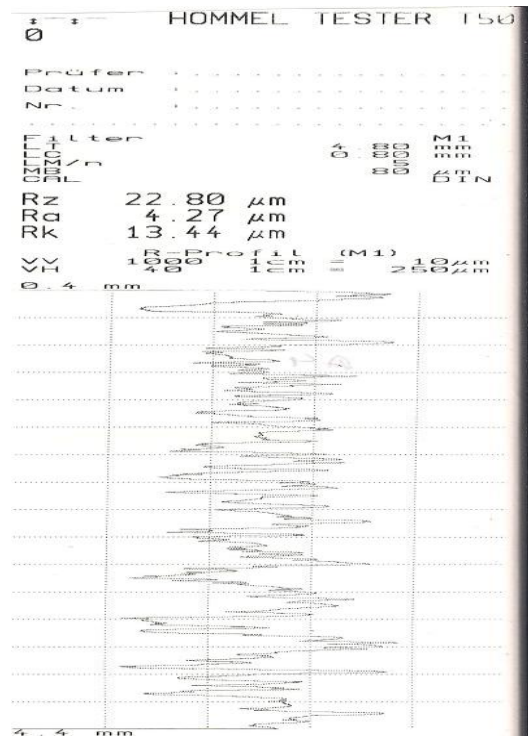 HOMMEL TESTER T50
0
Prüfer
Datum
Nr.
Filter M1
LT 4.80 mm
LC 0.80 mm
LM/n 5
MB 80 µm
CAL DIN
Rz 22.80 µm
Ra 4.27 µm
Rk 13.44 µm
R-Profil (M1)
VV 1000 1cm = 10µm
VH 40 1cm = 250µm
0.4 mm
4.4 mm